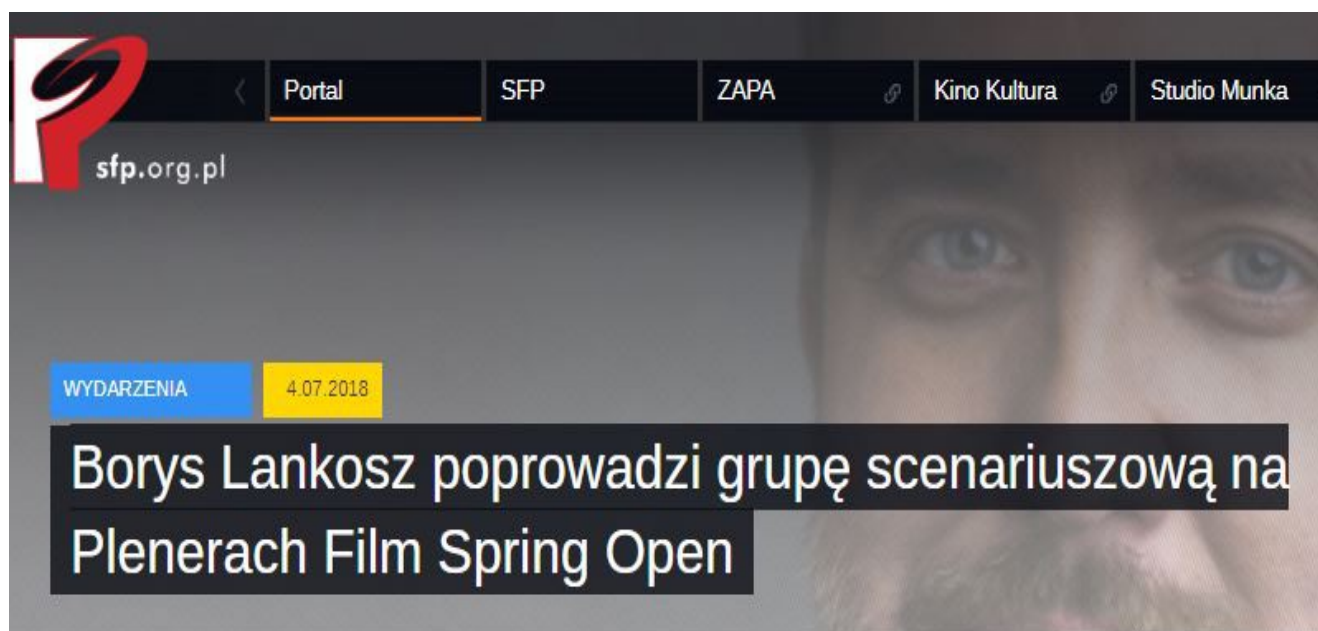 Portal SFP ZAPA Kino Kultura Studio Munka
sfp.org.pl
WYDARZENIA 4.07.2018
Borys Lankosz poprowadzi grupę scenariuszową na
Plenerach Film Spring Open